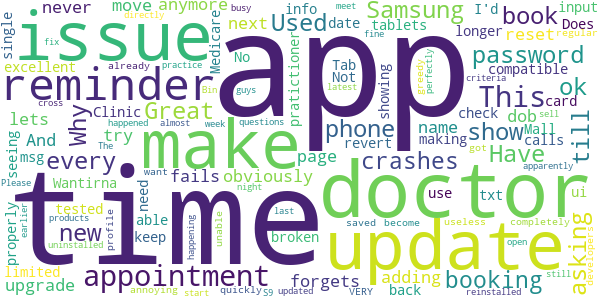 never
move
anymore
Samsung
book
I'd
input
directly
busy
info
tablets
Does
meet
single
issue
app
Used
next
date
longer
reset
regular
fix
already
practice
Medicare
No
Tab
Not
showing
fine
greedy
perfectly
password
compatible
excellent
reminder
Great
Bin
guys
latest
criteria
This
card
ok
cross
Clinic
almost
week
pratictioner
phone
show
check
Mall
sell
lets
Why
happened
questions
And
try
make
name
making
calls
dob
till
seeing
msg
every
The
page
revert
got
Have
apparently
Please
Wantirna
need
fails
obviously
crashes
doctor
properly
new
tested
time
want
night
use
txt
ui
earlier
products
profile
able
keep
happening
unable
last
forgets
broken
saved
become
update
asking
useless
completely
developers
limited
uninstalled
appointment
adding
booking
open
still
upgrade
annoying
start
quickly
S9
updated
VERY
back
reinstalled